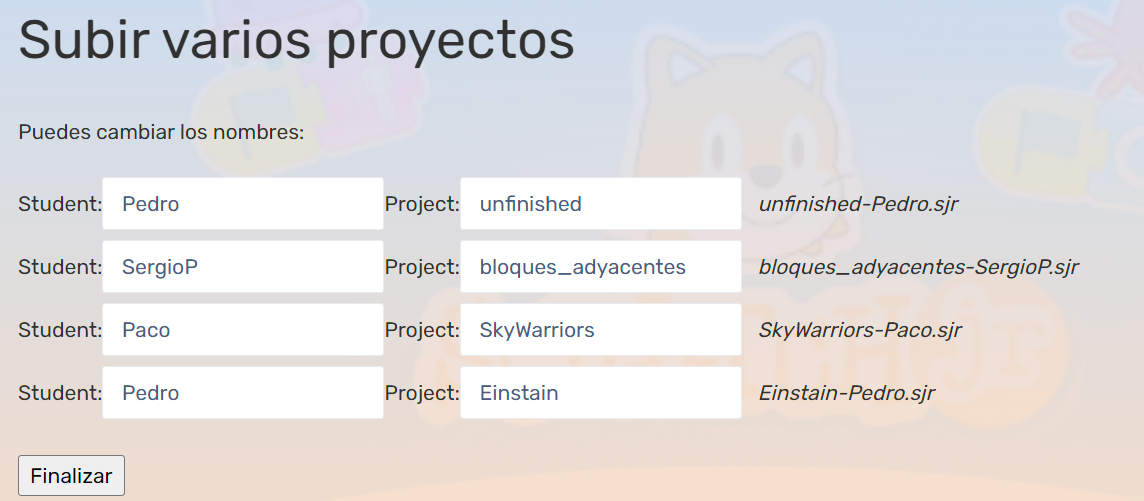 Subir varios proyectos
Puedes cambiar los nombres:
Student: Pedro Project: unfinished unfinished-Pedro.sjr
Student: SergioP Project: bloques_adyacentes bloques_adyacentes-SergioP.sjr
Student: Paco Project: SkyWarriors SkyWarriors-Paco.sjr
Student: Pedro Project: Einstain Einstain-Pedro.sjr
Finalizar